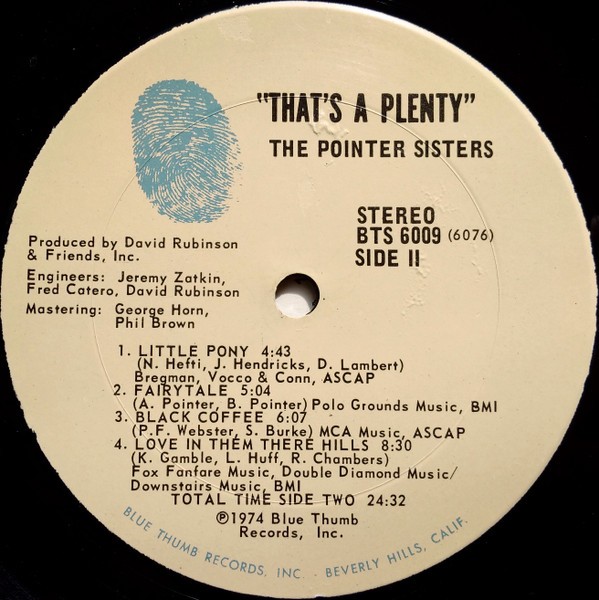 "THAT'S A PLENTY"
THE POINTER SISTERS
STEREO
BTS 6009 (6076)
SIDE II
Produced by David Rubinson
& Friends, Inc.
Engineers: Jeremy Zatkin,
Fred Catero, David Rubinson
Mastering: George Horn,
Phil Brown
1. LITTLE PONY 4:43
(N. Hefti, J. Hendricks, D. Lambert)
Bregman, Vocco & Conn, ASCAP
2. FAIRYTALE 5:04
(A. Pointer, B. Pointer) Polo Grounds Music, BMI
3. BLACK COFFEE 6:07
(P.F. Webster, S. Burke) MCA Music, ASCAP
4. LOVE IN THEM THERE HILLS 8:30
(K. Gamble, L. Huff, R. Chambers)
Fox Fanfare Music, Double Diamond Music/
Downstairs Music, BMI
TOTAL TIME SIDE TWO 24:32
℗1974 Blue Thumb
Records, Inc.
BLUE THUMB RECORDS, INC. - BEVERLY HILLS, CALIF.